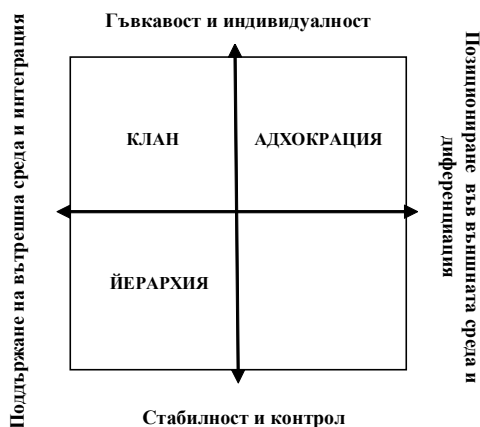 Гъвкавост и индивидуалност
Поддържане на вътрешна среда и интеграция
КЛАН
АДХОКРАЦИЯ
Позициониране във външната среда и
диференциация
ЙЕРАРХИЯ
Стабилност и контрол